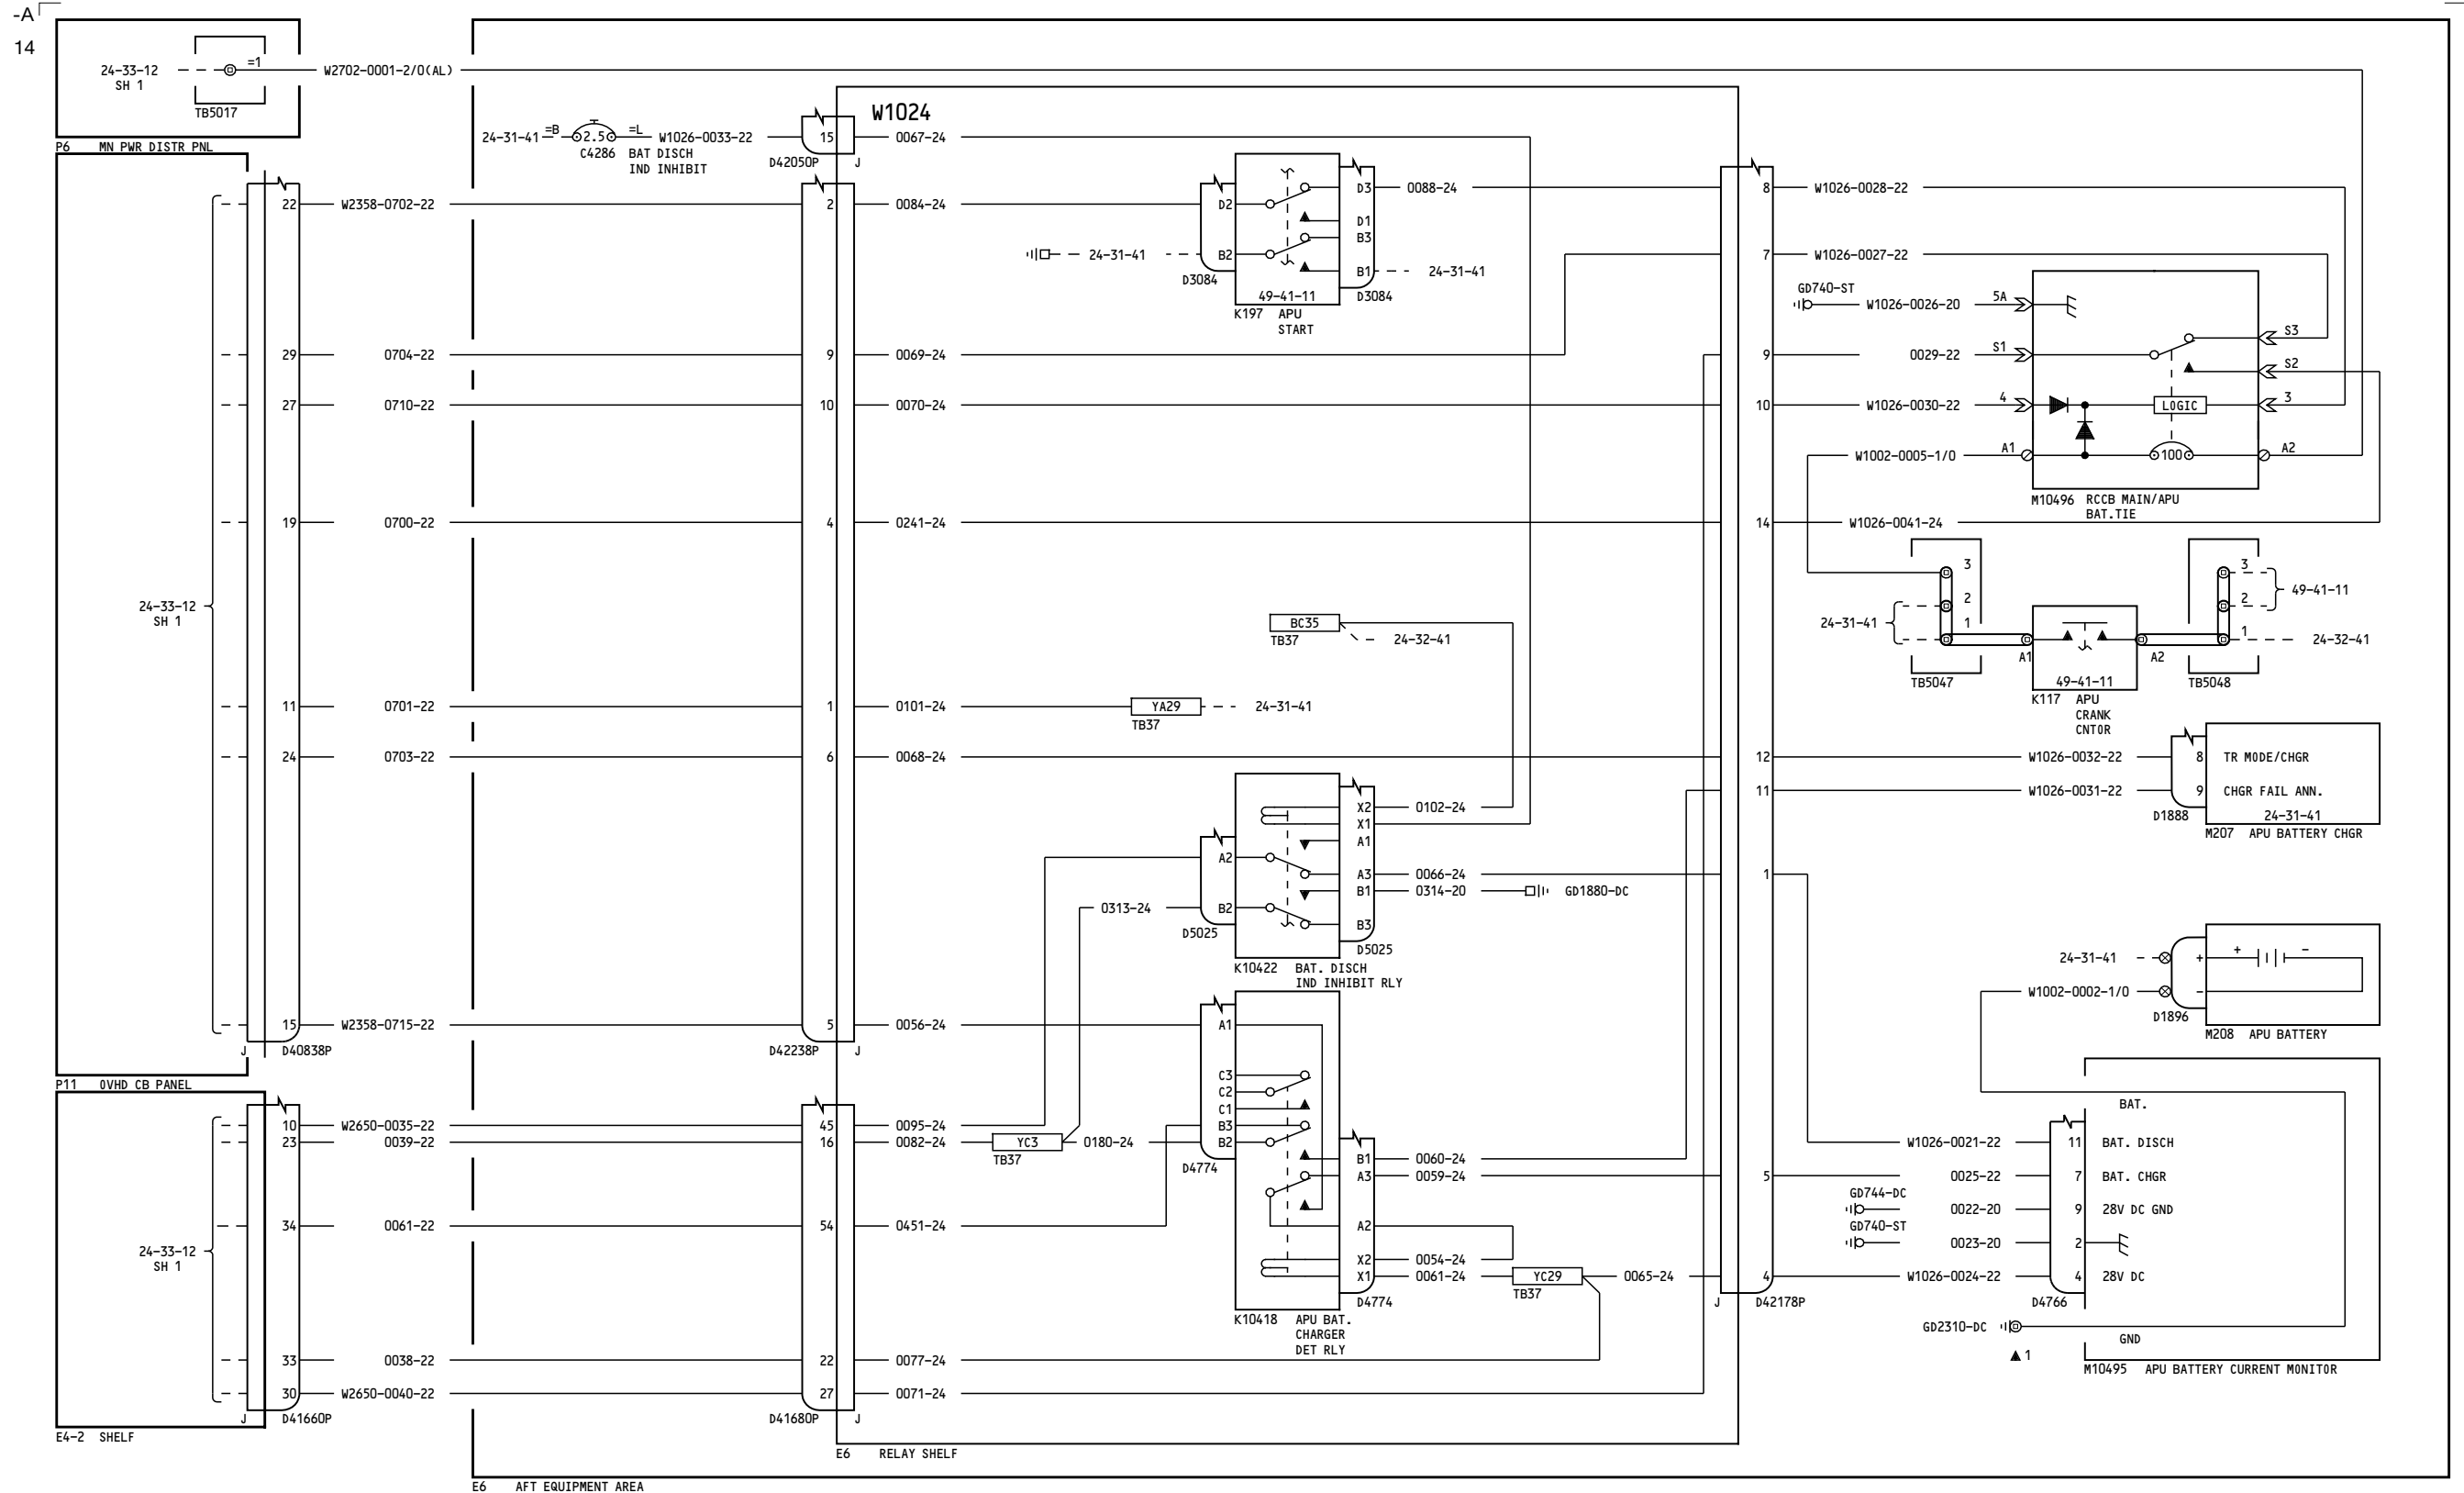 -A
14
24-33-12
SH 1
=1
TB5017
W2702-0001-2/0(AL)
P6 MN PWR DISTR PNL
24-31-41
=B
2.5
=L
C4286 BAT DISCH
IND INHIBIT
W1026-0033-22
15
D42050P
J
W1024
0067-24
22
W2358-0702-22
2
0084-24
D2
B2
D3084
24-31-41
D3
D1
B3
B1
D3084
49-41-11
K197 APU
START
0088-24
24-31-41
8
W1026-0028-22
7
W1026-0027-22
GD740-ST
W1026-0026-20
5A
29
0704-22
9
0069-24
9
0029-22
S1
S3
S2
27
0710-22
10
0070-24
10
W1026-0030-22
4
LOGIC
3
W1002-0005-1/0
A1
100
A2
M10496 RCCB MAIN/APU
BAT.TIE
19
0700-22
4
0241-24
14
W1026-0041-24
24-33-12
SH 1
BC35
TB37
24-32-41
24-31-41
3
2
1
TB5047
A1
A2
49-41-11
K117 APU
CRANK
CNTOR
3
2
1
TB5048
49-41-11
24-32-41
11
0701-22
1
0101-24
YA29
TB37
24-31-41
24
0703-22
6
0068-24
12
W1026-0032-22
8 TR MODE/CHGR
11
W1026-0031-22
9 CHGR FAIL ANN.
D1888
24-31-41
M207 APU BATTERY CHGR
X2
0102-24
X1
A1
A2
A3
0066-24
1
B1
0314-20
GD1880-DC
0313-24
B2
B3
D5025
D5025
K10422 BAT. DISCH
IND INHIBIT RLY
24-31-41
+
+
-
W1002-0002-1/0
-
D1896
M208 APU BATTERY
15
W2358-0715-22
5
0056-24
A1
J
D40838P
D42238P
J
P11 OVHD CB PANEL
C3
C2
C1
B3
B2
D4774
10
W2650-0035-22
45
0095-24
23
0039-22
16
0082-24
YC3
TB37
0180-24
B1
0060-24
A3
0059-24
5
BAT.
W1026-0021-22
11 BAT. DISCH
0025-22
7 BAT. CHGR
GD744-DC
0022-20
9 28V DC GND
GD740-ST
0023-20
2
34
0061-22
54
0451-24
A2
24-33-12
SH 1
X2
0054-24
X1
0061-24
YC29
TB37
0065-24
4
W1026-0024-22
4 28V DC
D4774
J
D42178P
D4766
K10418 APU BAT.
CHARGER
DET RLY
GD2310-DC
GND
1
M10495 APU BATTERY CURRENT MONITOR
33
0038-22
22
0077-24
30
W2650-0040-22
27
0071-24
J
D41660P
D41680P
J
E4-2 SHELF
E6 RELAY SHELF
E6 AFT EQUIPMENT AREA